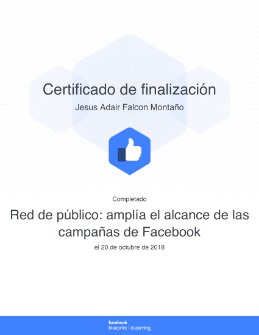 Certificado de finalización
Jesus Adair Falcon Montaño
Completado
Red de público: amplía el alcance de las
campañas de Facebook
el 20 de octubre de 2018
facebook
blueprint | eLearning